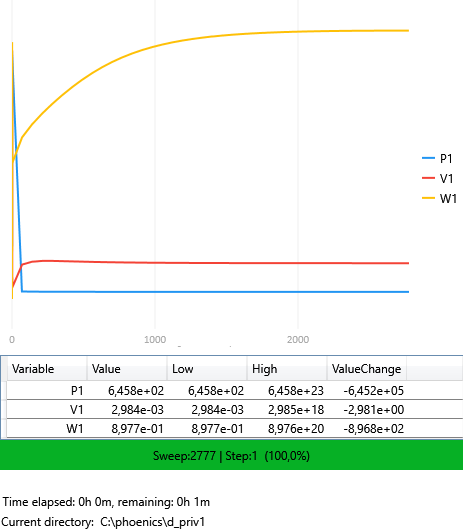 P1
V1
W1
0 1000 2000
Variable Value Low High ValueChange
P1 6,458e+02 6,458e+02 6,458e+23 -6,452e+05
V1 2,984e-03 2,984e-03 2,985e+18 -2,981e+00
W1 8,977e-01 8,977e-01 8,976e+20 -8,968e+02
Sweep:2777 | Step:1 (100,0%)
Time elapsed: 0h 0m, remaining: 0h 1m
Current directory: C:\phoenics\d_priv1